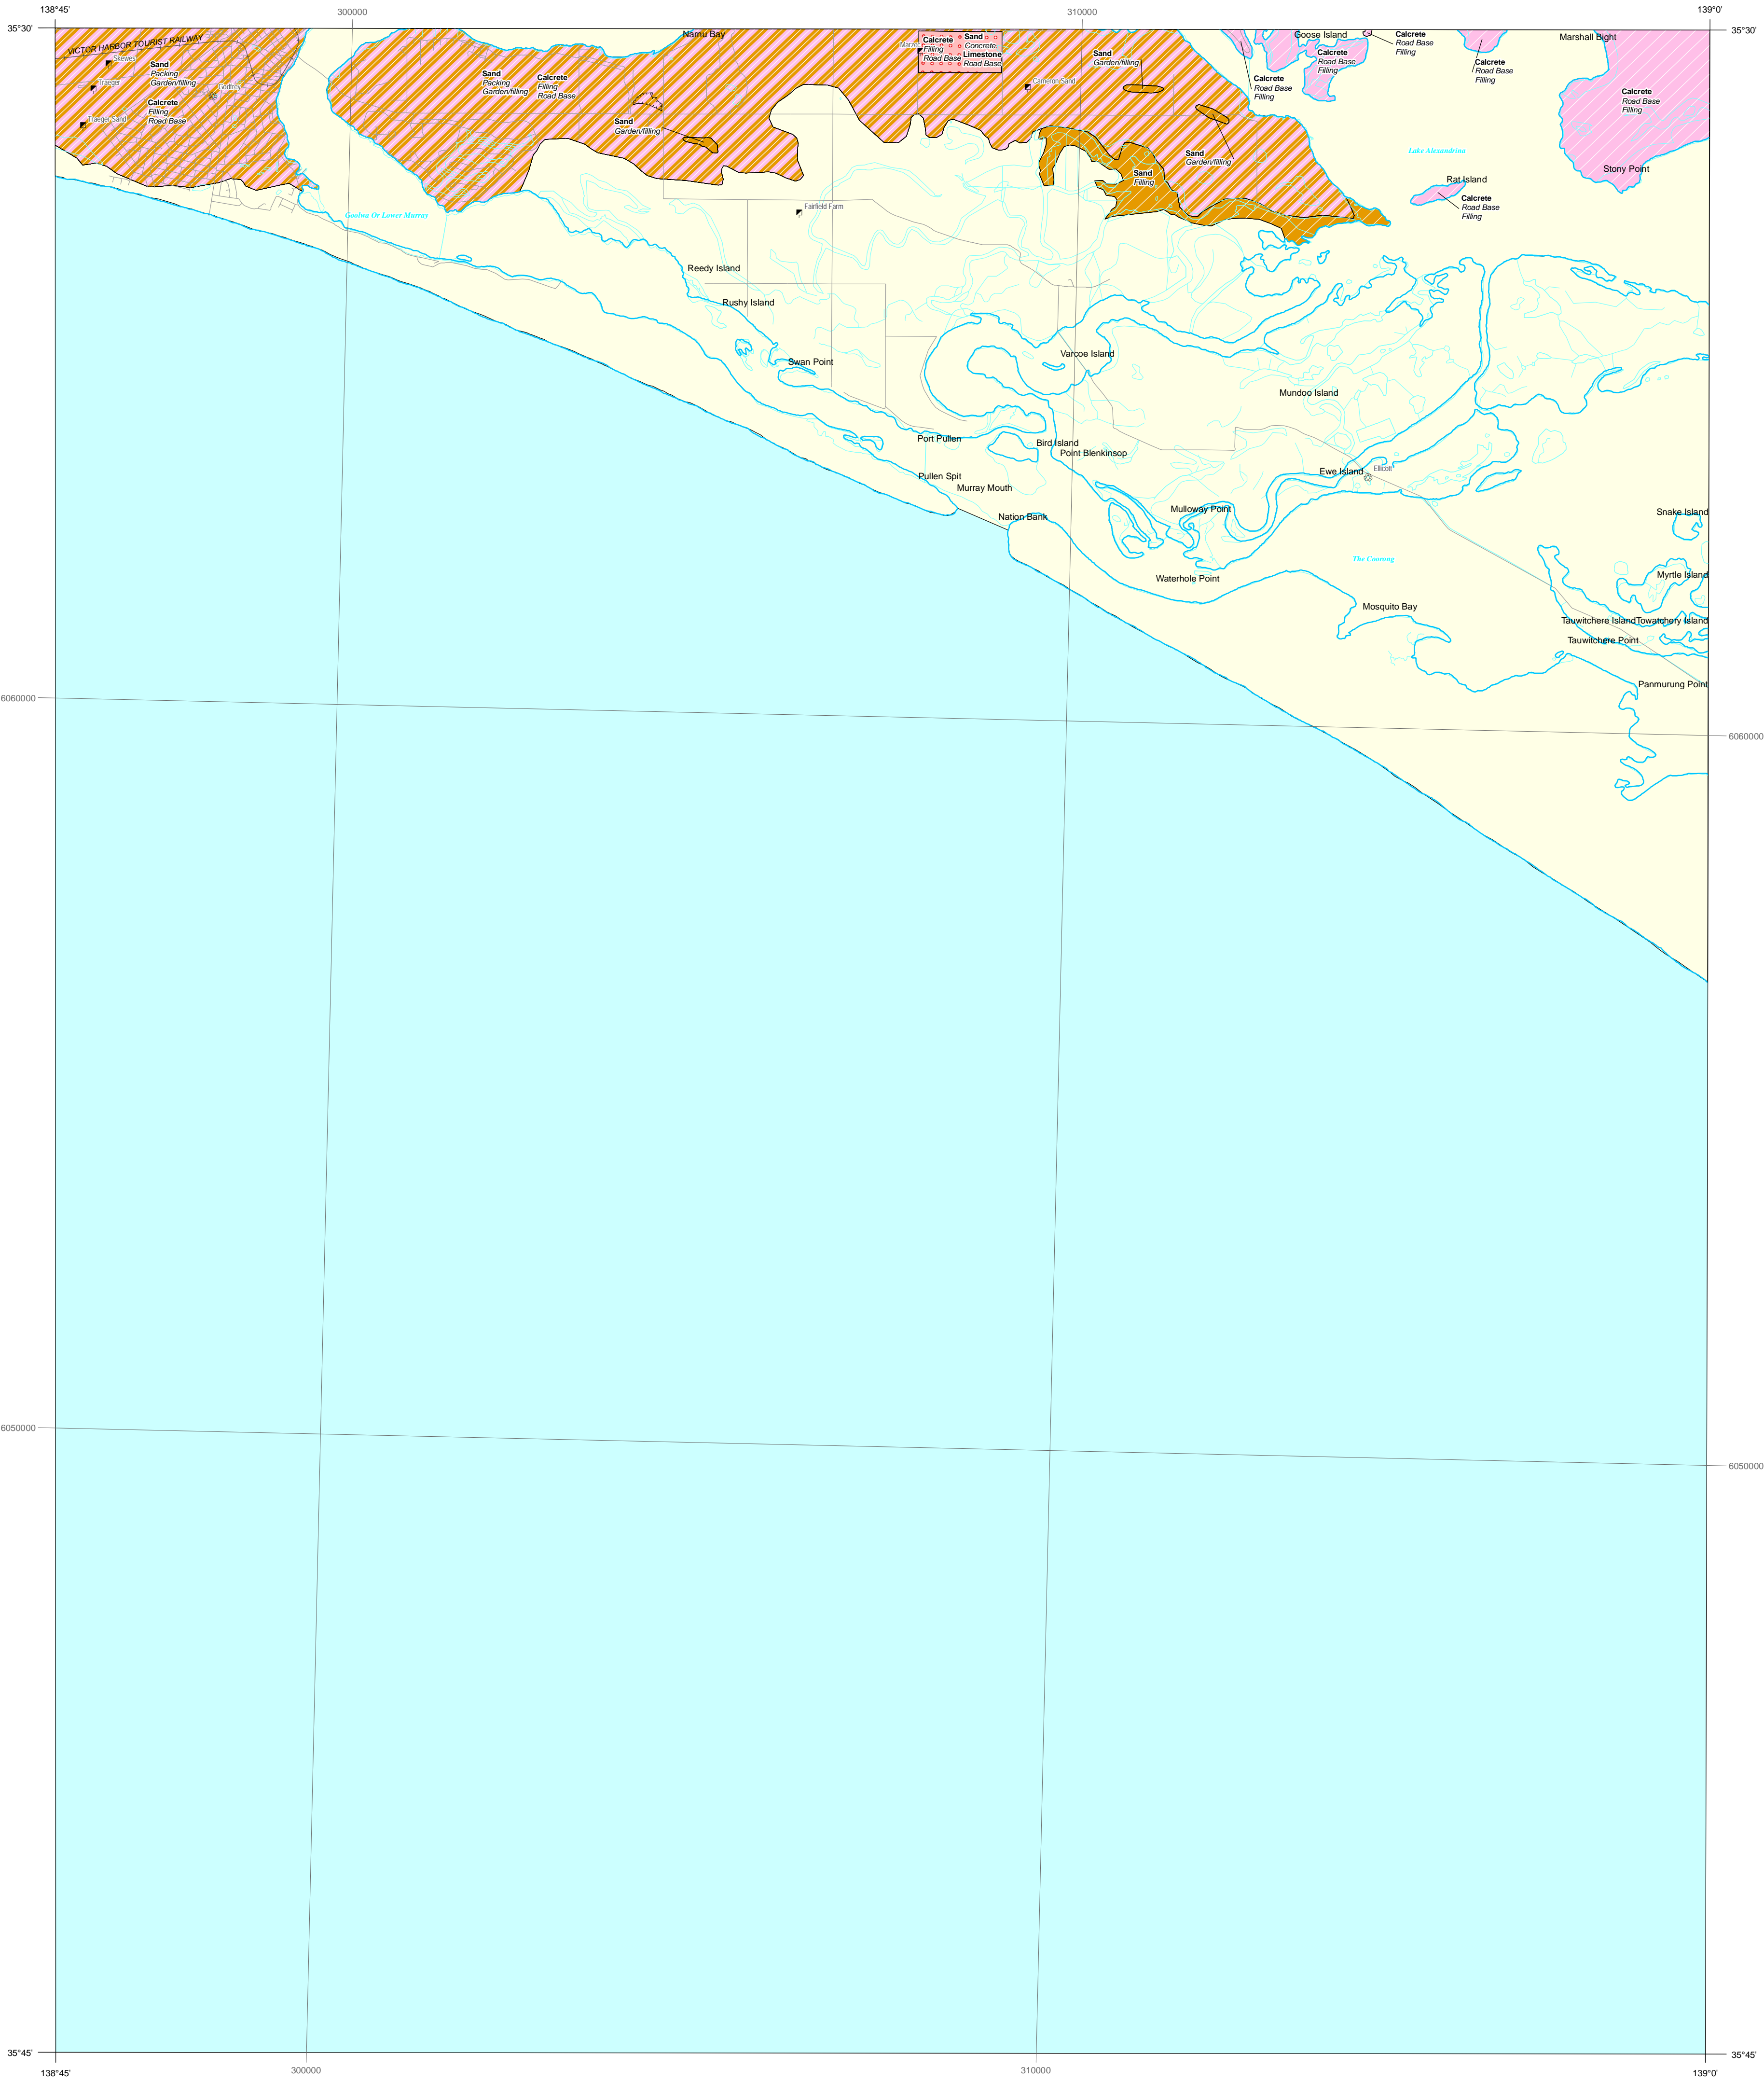 138°45'
300000
310000
139°0'
35°30'
35°30'
VICTOR HARBOR TOURIST RAILWAY
Skewes
Traeger
Godfrey
Traeger Sand
Sand
Packing
Garden/filling
Calcrete
Filling
Road Base
Sand
Packing
Garden/filling
Calcrete
Filling
Road Base
Namu Bay
Sand
Garden/filling
Calcrete
Filling
Road Base
Sand
Concrete
Limestone
Road Base
Cameron Sand
Sand
Garden/filling
Sand
Garden/filling
Sand
Filling
Goose Island
Calcrete
Road Base
Filling
Calcrete
Road Base
Filling
Calcrete
Road Base
Filling
Calcrete
Road Base
Filling
Marshall Bight
Calcrete
Road Base
Filling
Lake Alexandrina
Stony Point
Rat Island
Calcrete
Road Base
Filling
Goolwa Or Lower Murray
Fairfield Farm
Reedy Island
Rushy Island
Swan Point
Varcoe Island
Mundoo Island
Port Pullen
Bird Island
Point Blenkinsop
Ewe Island
Ellicott
Pullen Spit
Murray Mouth
Nation Bank
Mulloway Point
Snake Island
The Coorong
Waterhole Point
Myrtle Island
Mosquito Bay
Tauwitchere Island
Towatchery Island
Tauwitchere Point
Panmurung Point
6060000
6060000
6050000
6050000
35°45'
35°45'
138°45'
300000
310000
139°0'